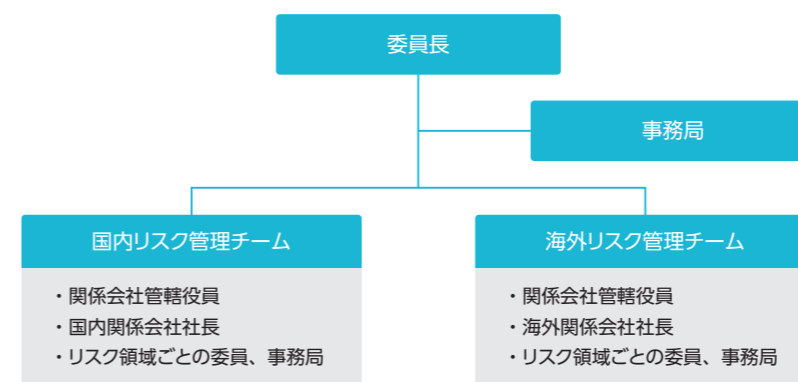 委員長
事務局
国内リスク管理チーム
・関係会社管轄役員
・国内関係会社社長
・リスク領域ごとの委員、事務局
海外リスク管理チーム
・関係会社管轄役員
・海外関係会社社長
・リスク領域ごとの委員、事務局